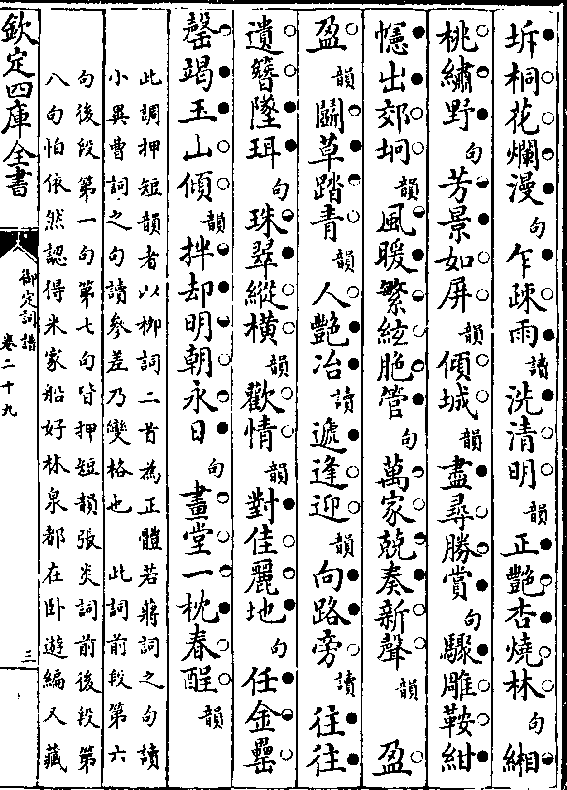 坼桐花爛漫句乍疎雨讀洗清明韻正艷杏燒林句緗
桃繡野句芳景如屏韻傾城韻盡尋勝賞句驟雕鞍紺
幰出郊坰韻風暖繁絃脆管句萬家競奏新聲韻盈
盈韻鬭草踏青韻人艷冶讀遞逢迎韻向路旁讀往往
遺簪墜珥句珠翠縱橫韻歡情韻對佳麗地句任金罍
罄竭玉山傾韻拌却明朝永日句畫堂一枕春酲韻
此調押短韻者以柳詞二首為正體若蔣詞之句讀
小異曹詞之句讀參差乃變格也 此詞前段第六
句後段第一句第七句皆押短韻張炎詞前後段第
八句怕依然認得米家船好林泉都在卧遊編又藏
欽定四庫全書
御定詞譜
卷二十九
三